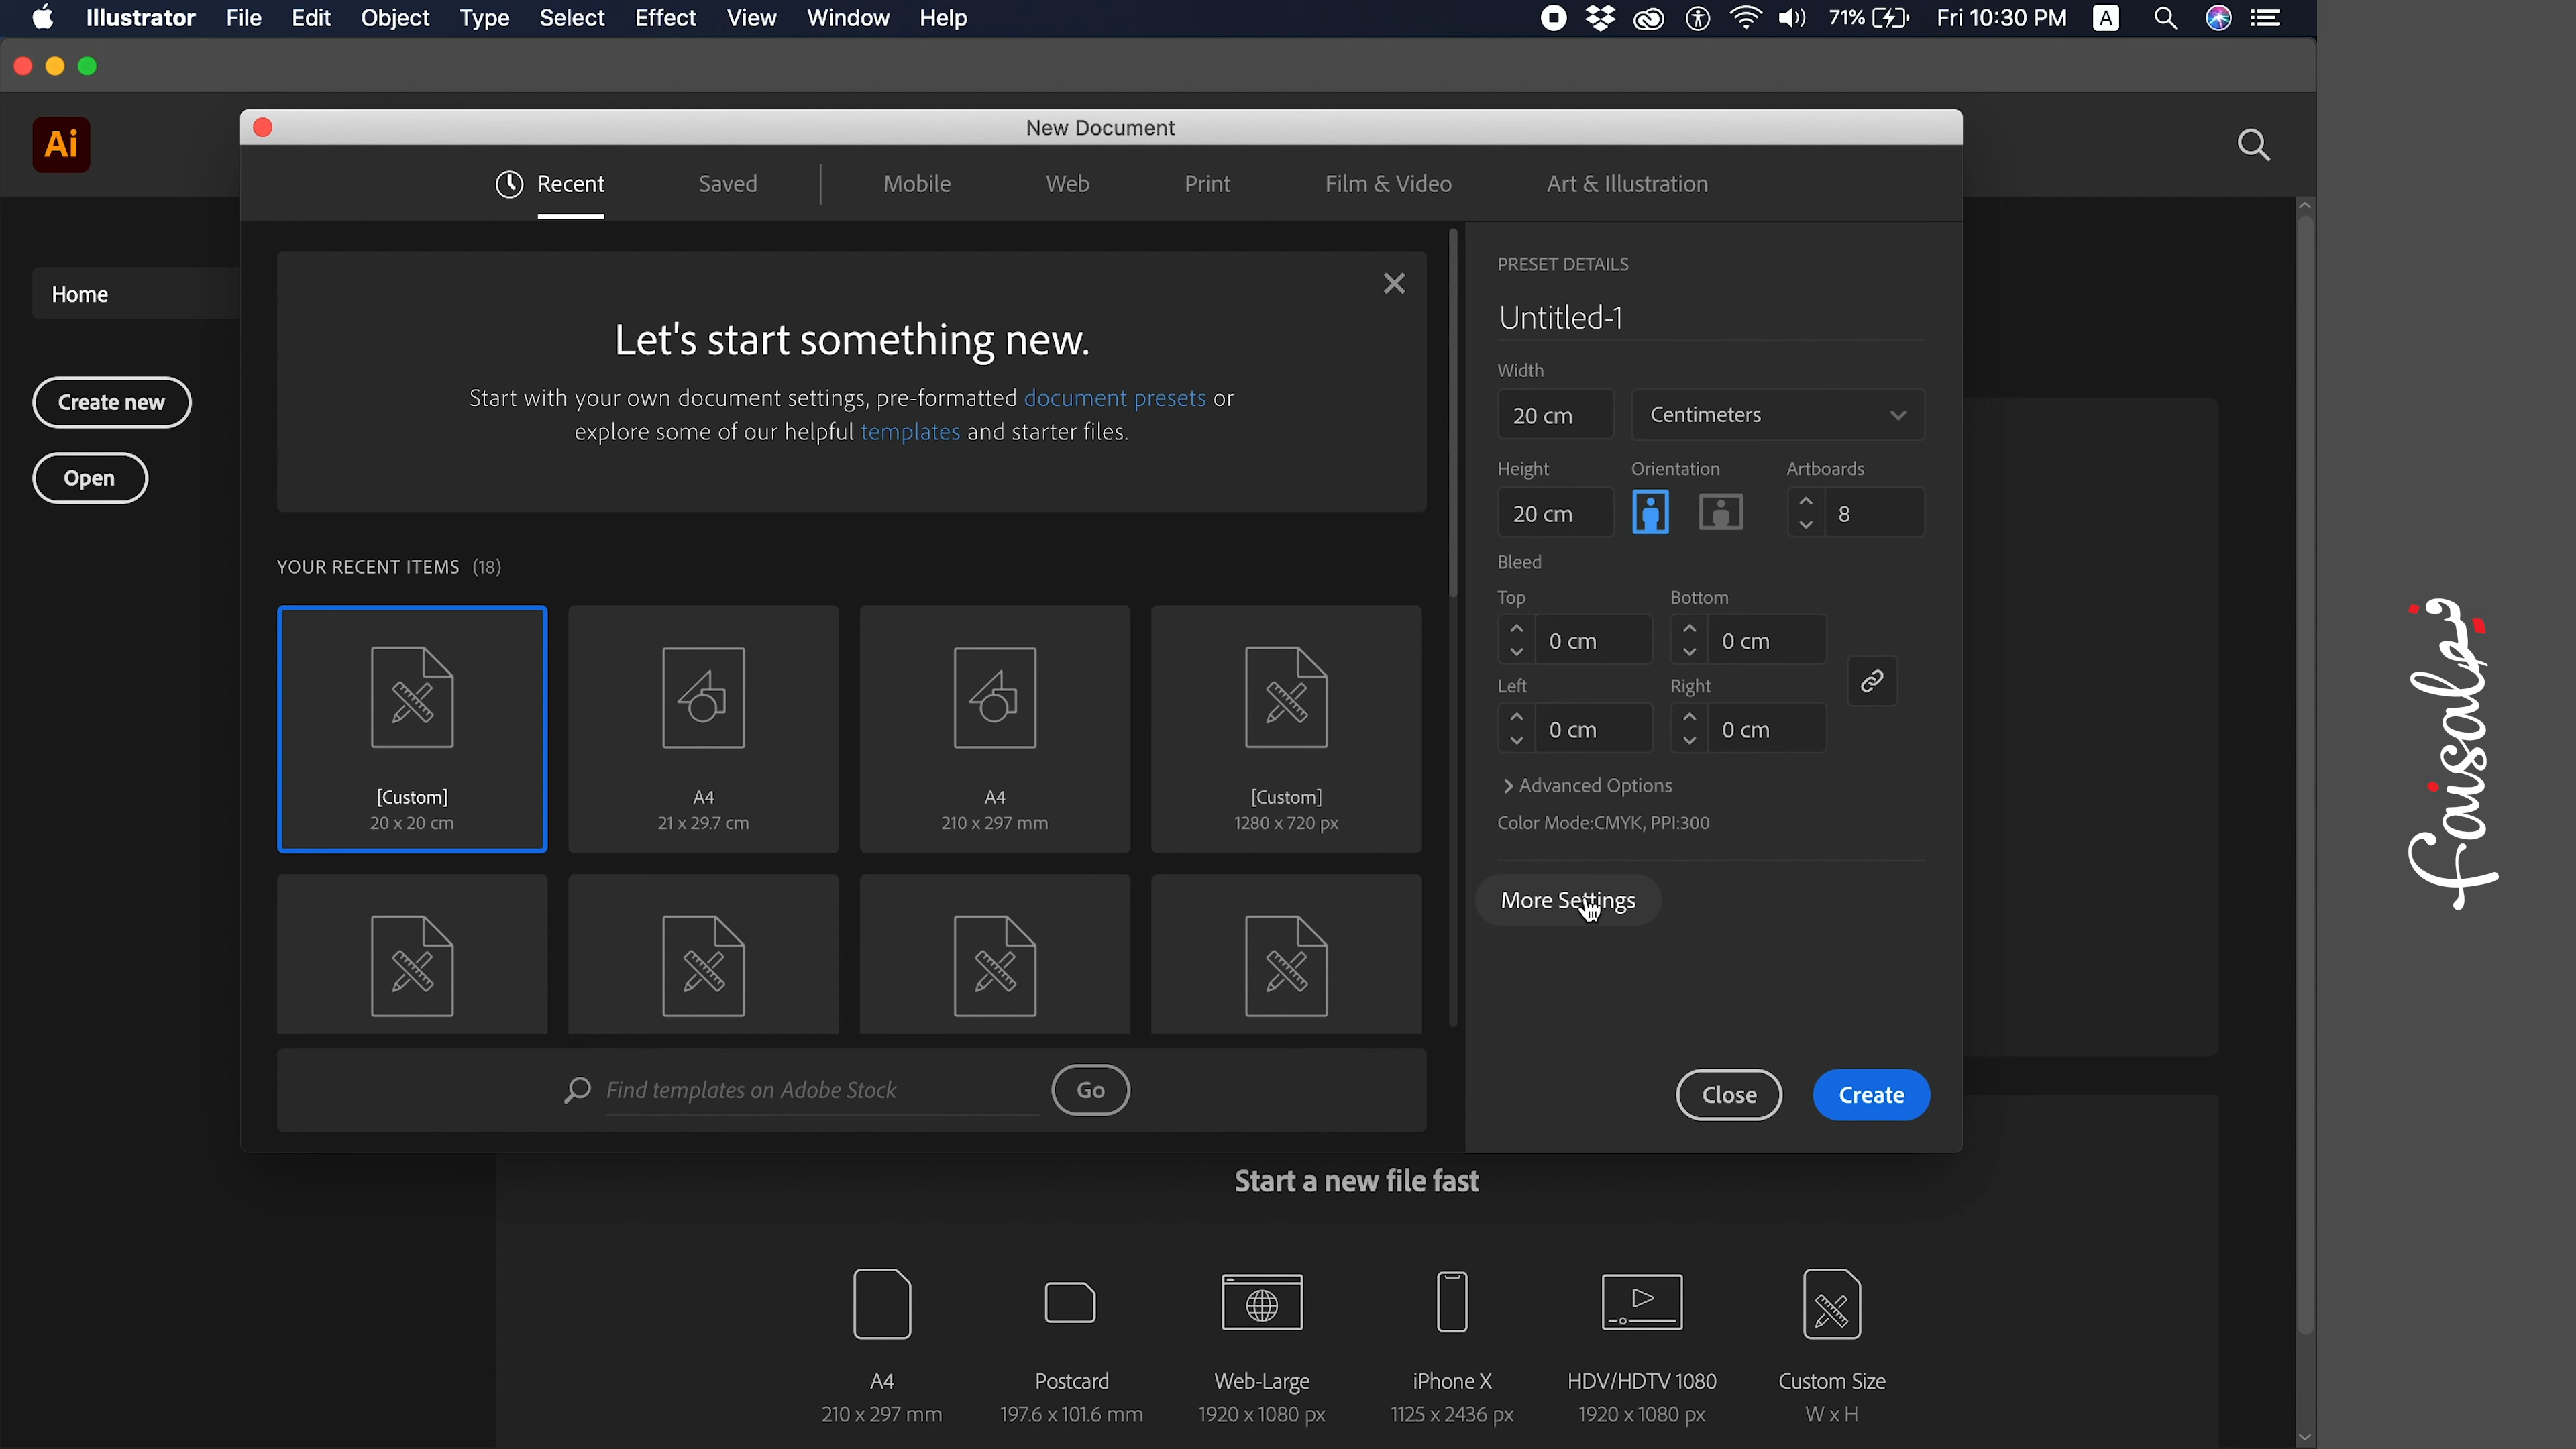 Illustrator File Edit Object Type Select Effect View Window Help
71% Fri 10:30 PM A
New Document
Ai
Recent Saved Mobile Web Print Film & Video Art & Illustration
Home
Create new
Open
Let's start something new.
Start with your own document settings, pre-formatted document presets or
explore some of our helpful templates and starter files.
YOUR RECENT ITEMS (18)
[Custom]
20 x 20 cm
A4
21 x 29.7 cm
A4
210 x 297 mm
[Custom]
1280 x 720 px
Find templates on Adobe Stock
Go
PRESET DETAILS
Untitled-1
Width
20 cm Centimeters
Height Orientation Artboards
20 cm 8
Bleed
Top Bottom
0 cm 0 cm
Left Right
0 cm 0 cm
Advanced Options
Color Mode:CMYK, PPI:300
More Settings
Close Create
Start a new file fast
A4
210 x 297 mm
Postcard
197.6 x 101.6 mm
Web-Large
1920 x 1080 px
iPhone X
1125 x 2436 px
HDV/HDTV 1080
1920 x 1080 px
Custom Size
W x H